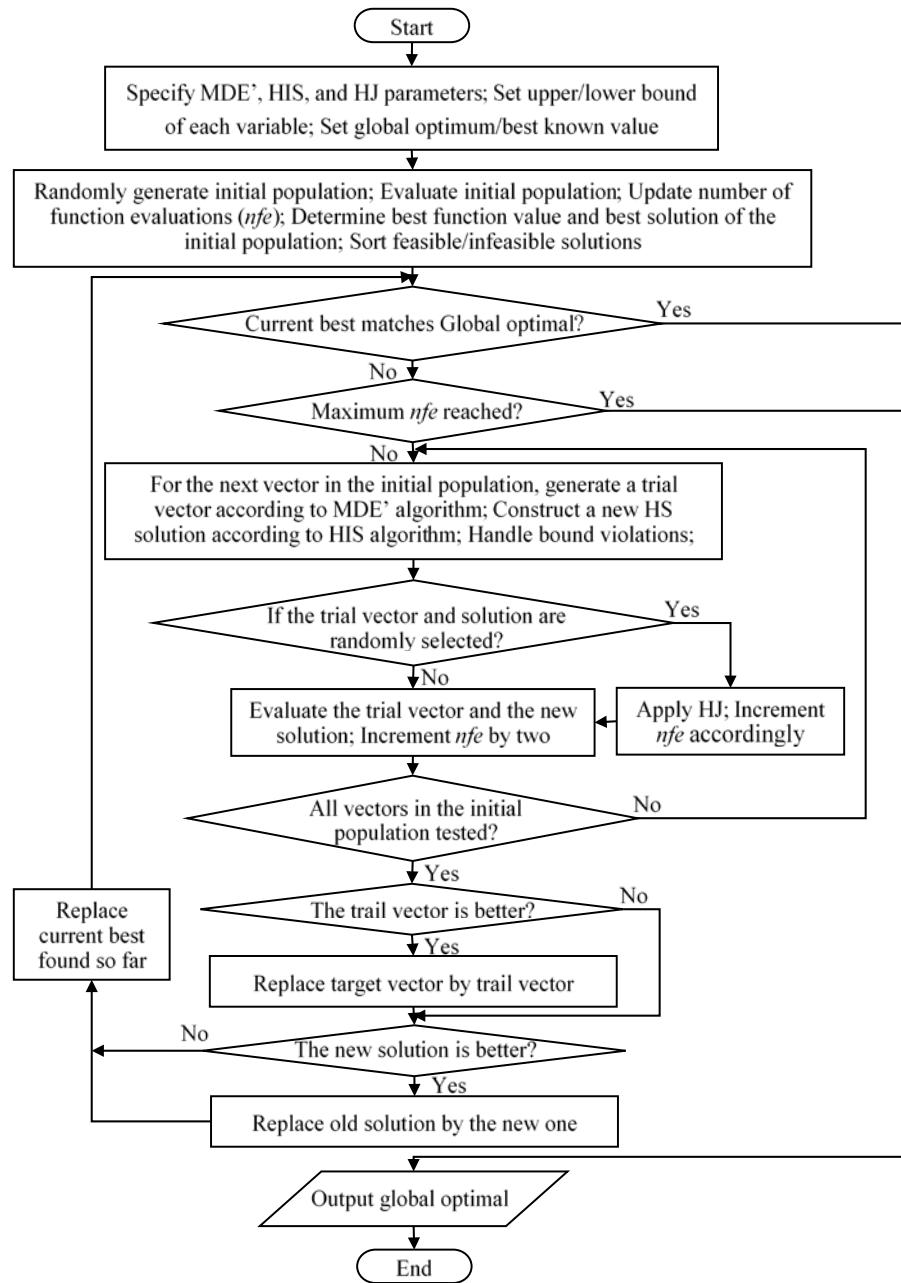 Start
Specify MDE’, HIS, and HJ parameters; Set upper/lower bound
of each variable; Set global optimum/best known value
Randomly generate initial population; Evaluate initial population; Update number of
function evaluations (nfe); Determine best function value and best solution of the
initial population; Sort feasible/infeasible solutions
Current best matches Global optimal?
Yes
No
Maximum nfe reached?
Yes
No
For the next vector in the initial population, generate a trial
vector according to MDE’ algorithm; Construct a new HS
solution according to HIS algorithm; Handle bound violations;
If the trial vector and solution are
randomly selected?
Yes
No
Evaluate the trial vector and the new
solution; Increment nfe by two
Apply HJ; Increment
nfe accordingly
All vectors in the initial
population tested?
No
Yes
The trail vector is better?
No
Yes
Replace
current best
found so far
Replace target vector by trail vector
No
The new solution is better?
Yes
Replace old solution by the new one
Output global optimal
End